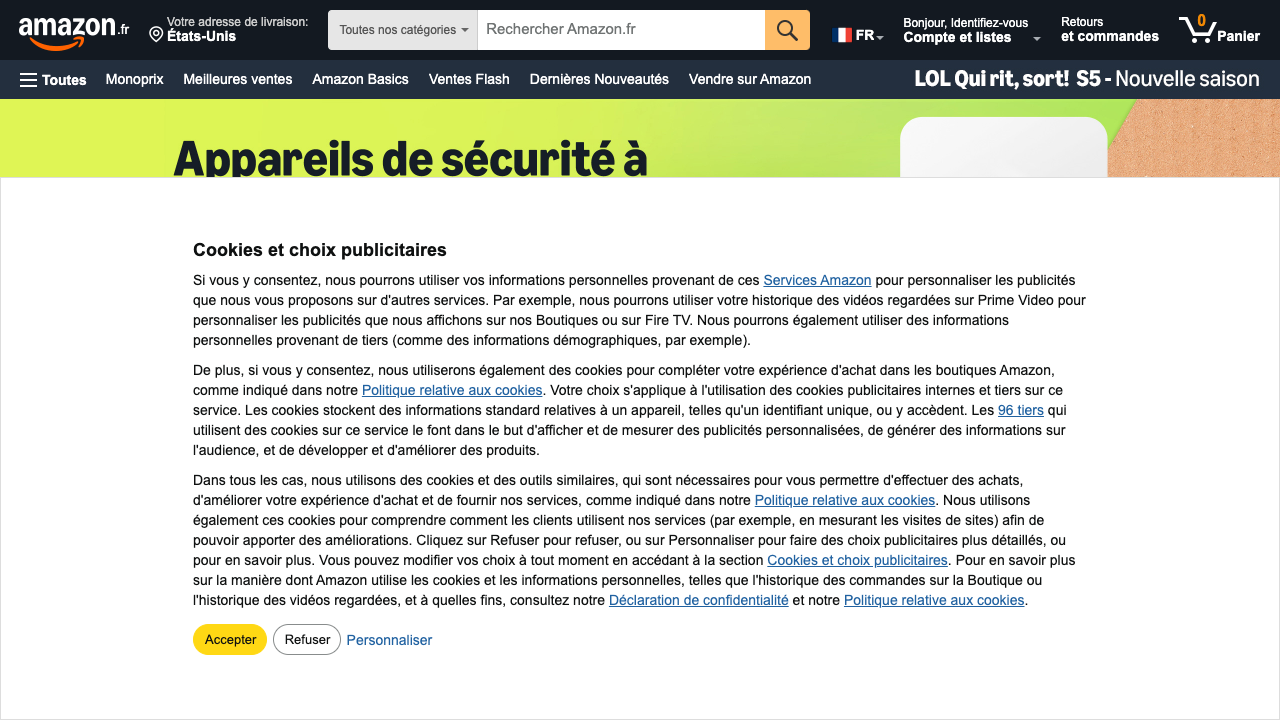 amazon.fr
Votre adresse de livraison:
États-Unis
Toutes nos catégories
Rechercher Amazon.fr
FR
Bonjour, Identifiez-vous
Compte et listes
Retours
et commandes
0
Panier
Toutes
Monoprix
Meilleures ventes
Amazon Basics
Ventes Flash
Dernières Nouveautés
Vendre sur Amazon
LOL Qui rit, sort! S5 - Nouvelle saison
Appareils de sécurité à
Cookies et choix publicitaires
Si vous y consentez, nous pourrons utiliser vos informations personnelles provenant de ces Services Amazon pour personnaliser les publicités
que nous vous proposons sur d'autres services. Par exemple, nous pourrons utiliser votre historique des vidéos regardées sur Prime Video pour
personnaliser les publicités que nous affichons sur nos Boutiques ou sur Fire TV. Nous pourrons également utiliser des informations
personnelles provenant de tiers (comme des informations démographiques, par exemple).
De plus, si vous y consentez, nous utiliserons également des cookies pour compléter votre expérience d'achat dans les boutiques Amazon,
comme indiqué dans notre Politique relative aux cookies. Votre choix s'applique à l'utilisation des cookies publicitaires internes et tiers sur ce
service. Les cookies stockent des informations standard relatives à un appareil, telles qu'un identifiant unique, ou y accèdent. Les 96 tiers qui
utilisent des cookies sur ce service le font dans le but d'afficher et de mesurer des publicités personnalisées, de générer des informations sur
l'audience, et de développer et d'améliorer des produits.
Dans tous les cas, nous utilisons des cookies et des outils similaires, qui sont nécessaires pour vous permettre d'effectuer des achats,
d'améliorer votre expérience d'achat et de fournir nos services, comme indiqué dans notre Politique relative aux cookies. Nous utilisons
également ces cookies pour comprendre comment les clients utilisent nos services (par exemple, en mesurant les visites de sites) afin de
pouvoir apporter des améliorations. Cliquez sur Refuser pour refuser, ou sur Personnaliser pour faire des choix publicitaires plus détaillés, ou
pour en savoir plus. Vous pouvez modifier vos choix à tout moment en accédant à la section Cookies et choix publicitaires. Pour en savoir plus
sur la manière dont Amazon utilise les cookies et les informations personnelles, telles que l'historique des commandes sur la Boutique ou
l'historique des vidéos regardées, et à quelles fins, consultez notre Déclaration de confidentialité et notre Politique relative aux cookies.
Accepter
Refuser
Personnaliser